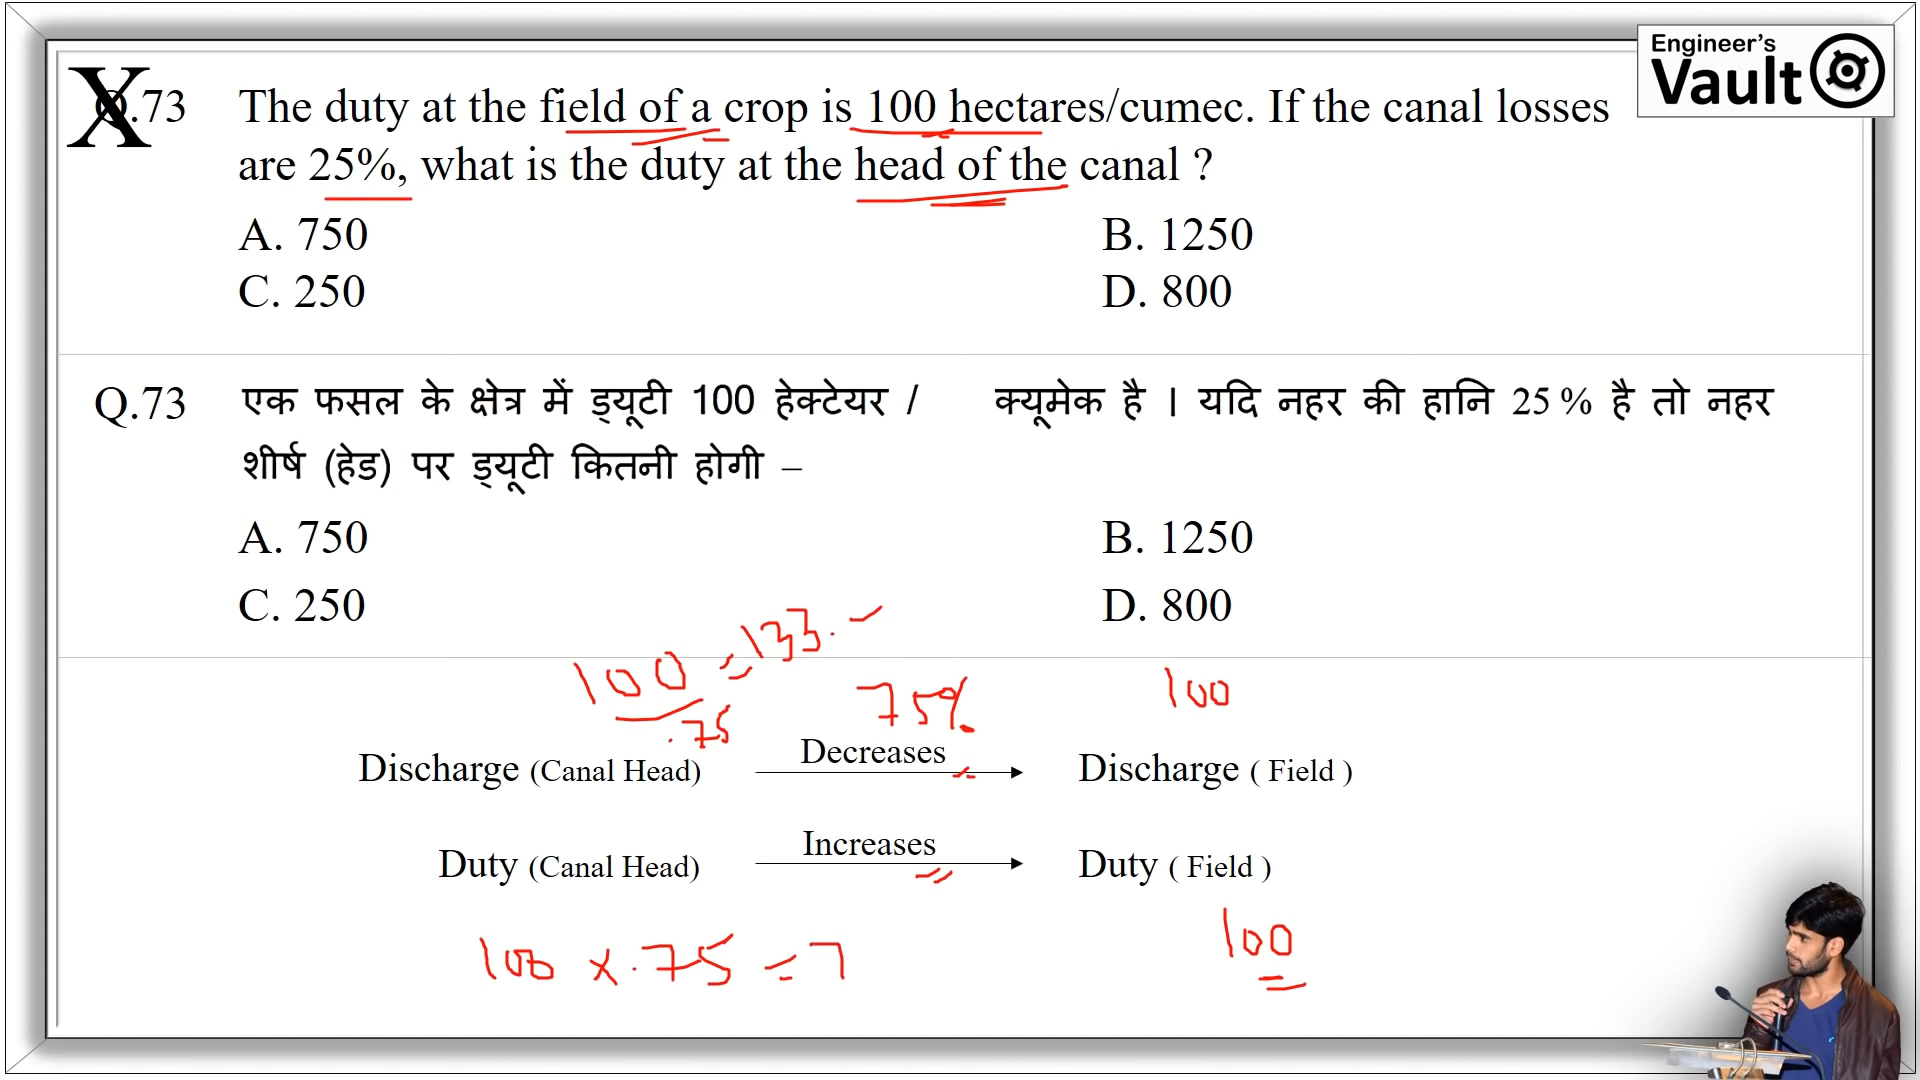 Engineer's
Vault
X
Q.73 The duty at the field of a crop is 100 hectares/cumec. If the canal losses
are 25%, what is the duty at the head of the canal ?
A. 750 B. 1250
C. 250 D. 800
Q.73 एक फसल के क्षेत्र में ड्यूटी 100 हेक्टेयर / क्यूमेक है । यदि नहर की हानि 25 % है तो नहर
शीर्ष (हेड) पर ड्यूटी कितनी होगी –
A. 750 B. 1250
C. 250 D. 800
100 = 133.
.75
75%
100
Discharge (Canal Head) Decreases Discharge ( Field )
Duty (Canal Head) Increases Duty ( Field )
100 x .75 = 7
100